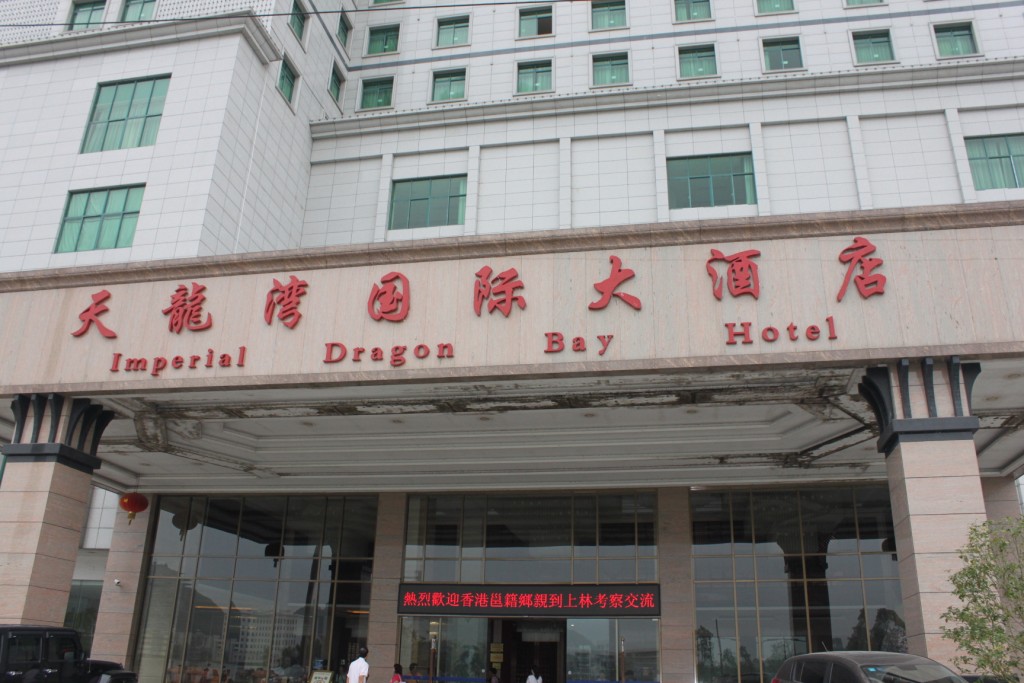 天龍湾国际大酒店
Imperial Dragon Bay Hotel
熱烈歡迎香港邕籍鄉親到上林考察交流